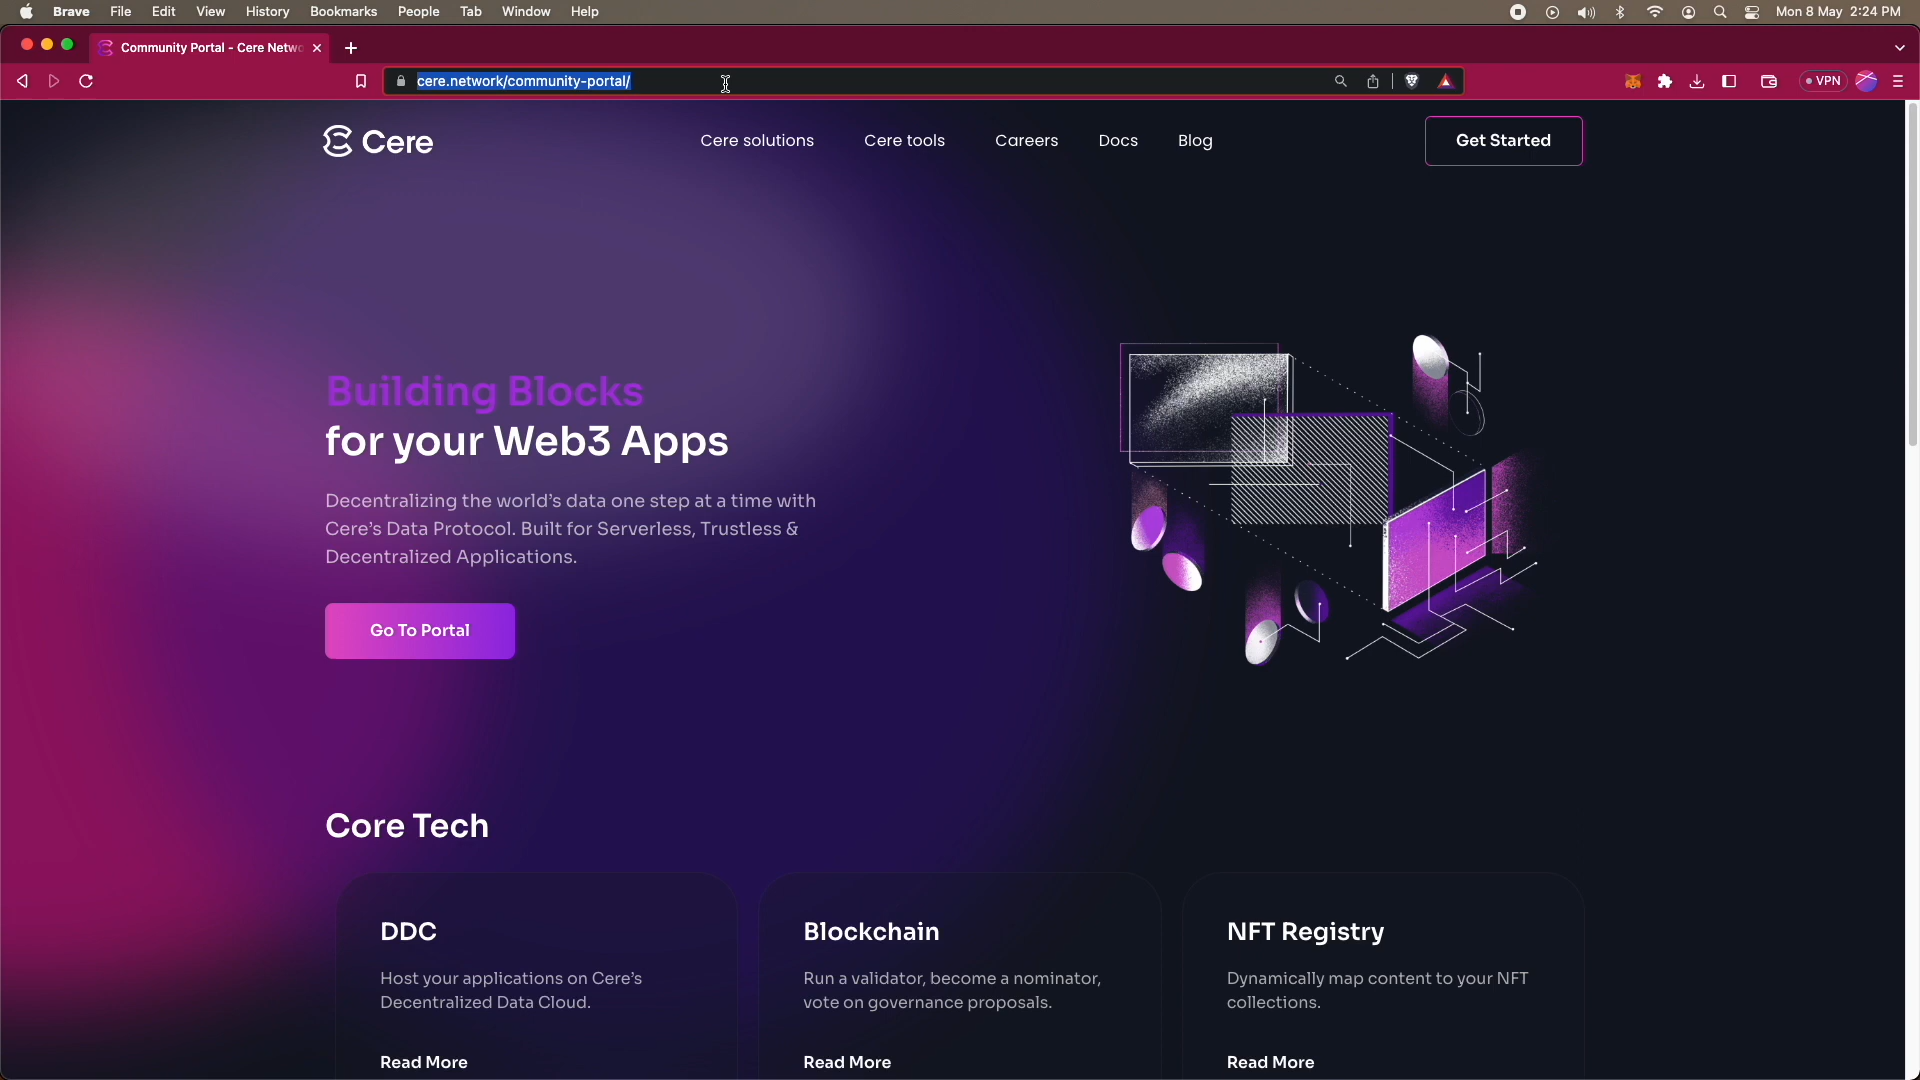 Brave File Edit View History Bookmarks People Tab Window Help Mon 8 May 2:24 PM
Community Portal - Cere Netwo
cere.network/community-portal/ VPN
Cere Cere solutions Cere tools Careers Docs Blog Get Started
Building Blocks
for your Web3 Apps
Decentralizing the world's data one step at a time with
Cere's Data Protocol. Built for Serverless, Trustless &
Decentralized Applications.
Go To Portal
Core Tech
DDC
Host your applications on Cere's
Decentralized Data Cloud.
Read More
Blockchain
Run a validator, become a nominator,
vote on governance proposals.
Read More
NFT Registry
Dynamically map content to your NFT
collections.
Read More